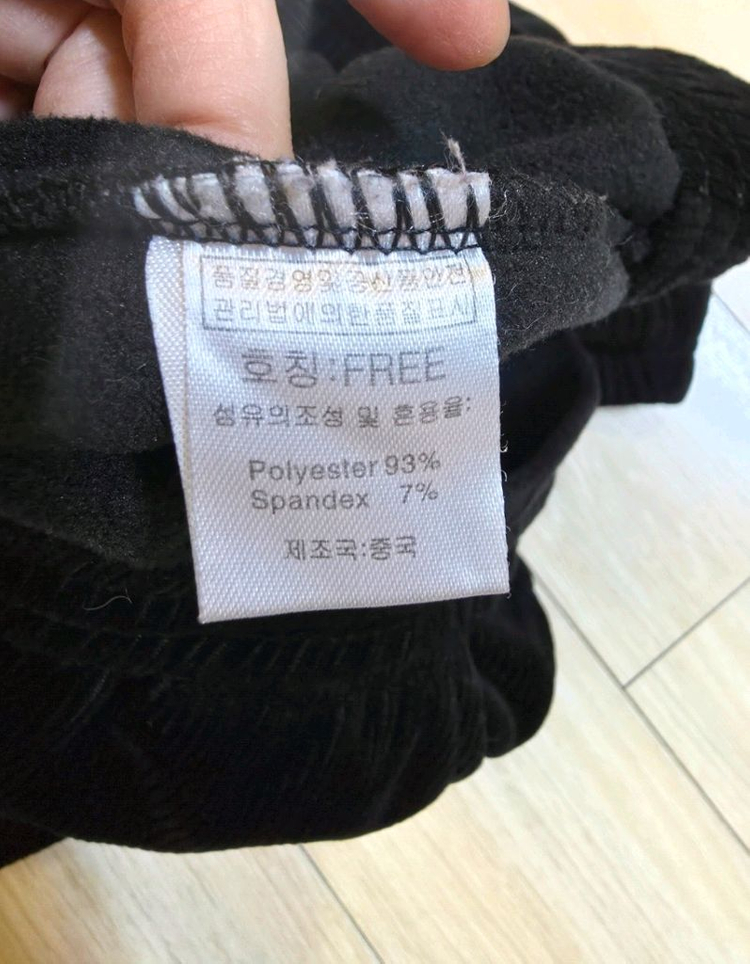 품질경영및 공산품안전
관리법에의한품질표시
호칭:FREE
섬유의조성 및 혼용율:
Polyester 93%
Spandex 7%
제조국:중국